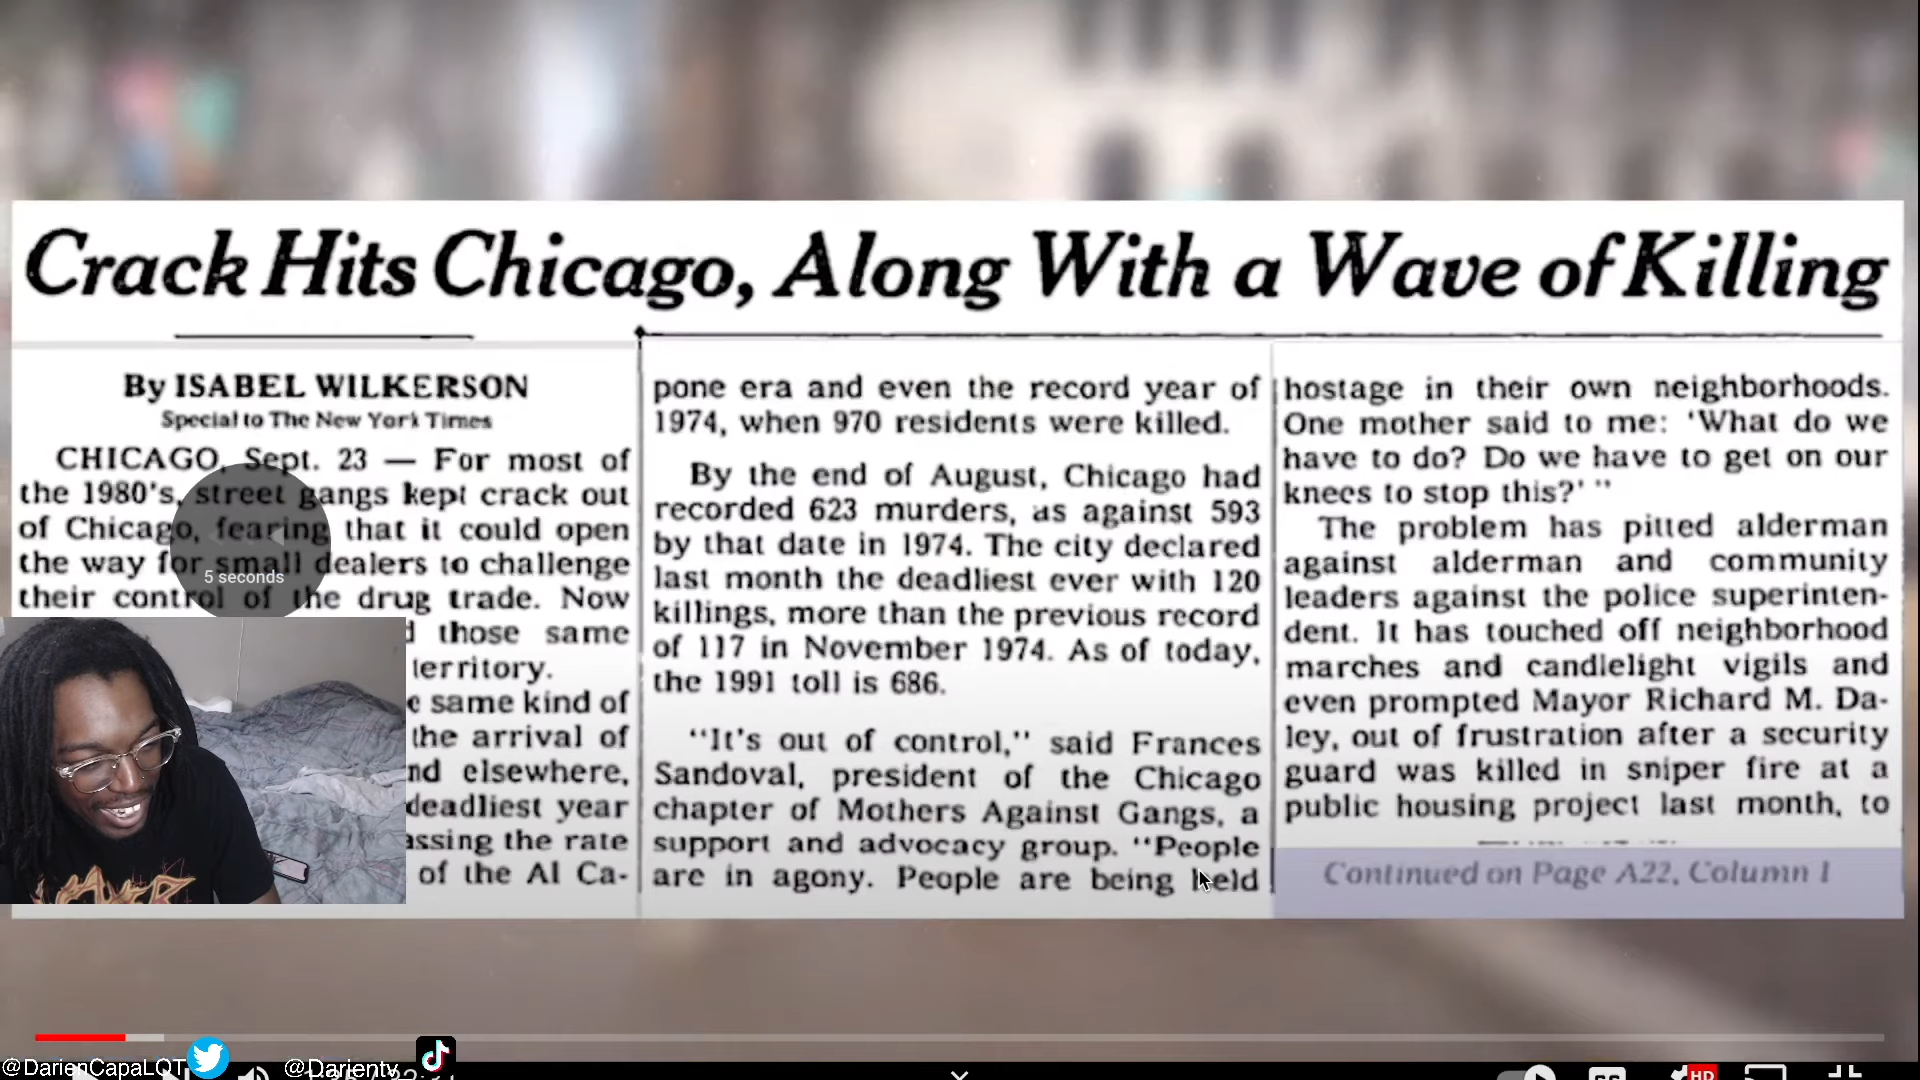 Crack Hits Chicago, Along With a Wave of Killing
By ISABEL WILKERSON
Special to The New York Times
CHICAGO, Sept. 23 — For most of
the 1980's, street gangs kept crack out
of Chicago, fearing that it could open
the way for small dealers to challenge
their control of the drug trade. Now
those same
territory.
same kind of
the arrival of
elsewhere,
deadliest year
the rate
of the Al Ca-
pone era and even the record year of
1974, when 970 residents were killed.
By the end of August, Chicago had
recorded 623 murders, as against 593
by that date in 1974. The city declared
last month the deadliest ever with 120
killings, more than the previous record
of 117 in November 1974. As of today,
the 1991 toll is 686.
"It's out of control," said Frances
Sandoval, president of the Chicago
chapter of Mothers Against Gangs, a
support and advocacy group. "People
are in agony. People are being held
hostage in their own neighborhoods.
One mother said to me: 'What do we
have to do? Do we have to get on our
knees to stop this?' "
The problem has pitted alderman
against alderman and community
leaders against the police superinten-
dent. It has touched off neighborhood
marches and candlelight vigils and
even prompted Mayor Richard M. Da-
ley, out of frustration after a security
guard was killed in sniper fire at a
public housing project last month, to
Continued on Page A22, Column 1
5 seconds
@DarienCapaLOT
@Darientv
HD